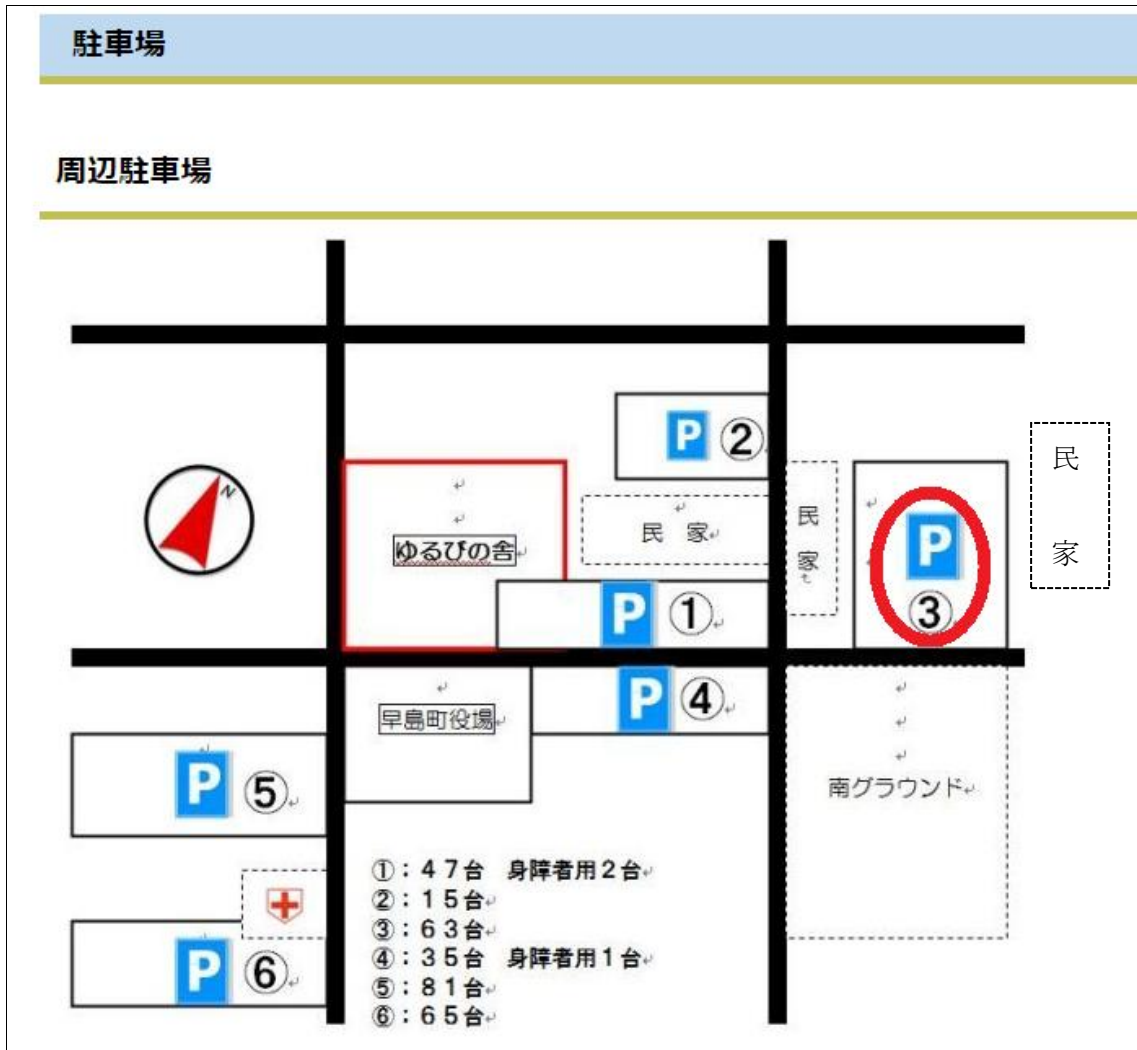 駐車場
周辺駐車場
N
P ②
民家
ゆるびの舎
民 家
民家
P
③
P ①
早島町役場
P ④
南グラウンド
P ⑤
P ⑥
①：４７台 身障者用２台
②：１５台
③：６３台
④：３５台 身障者用１台
⑤：８１台
⑥：６５台